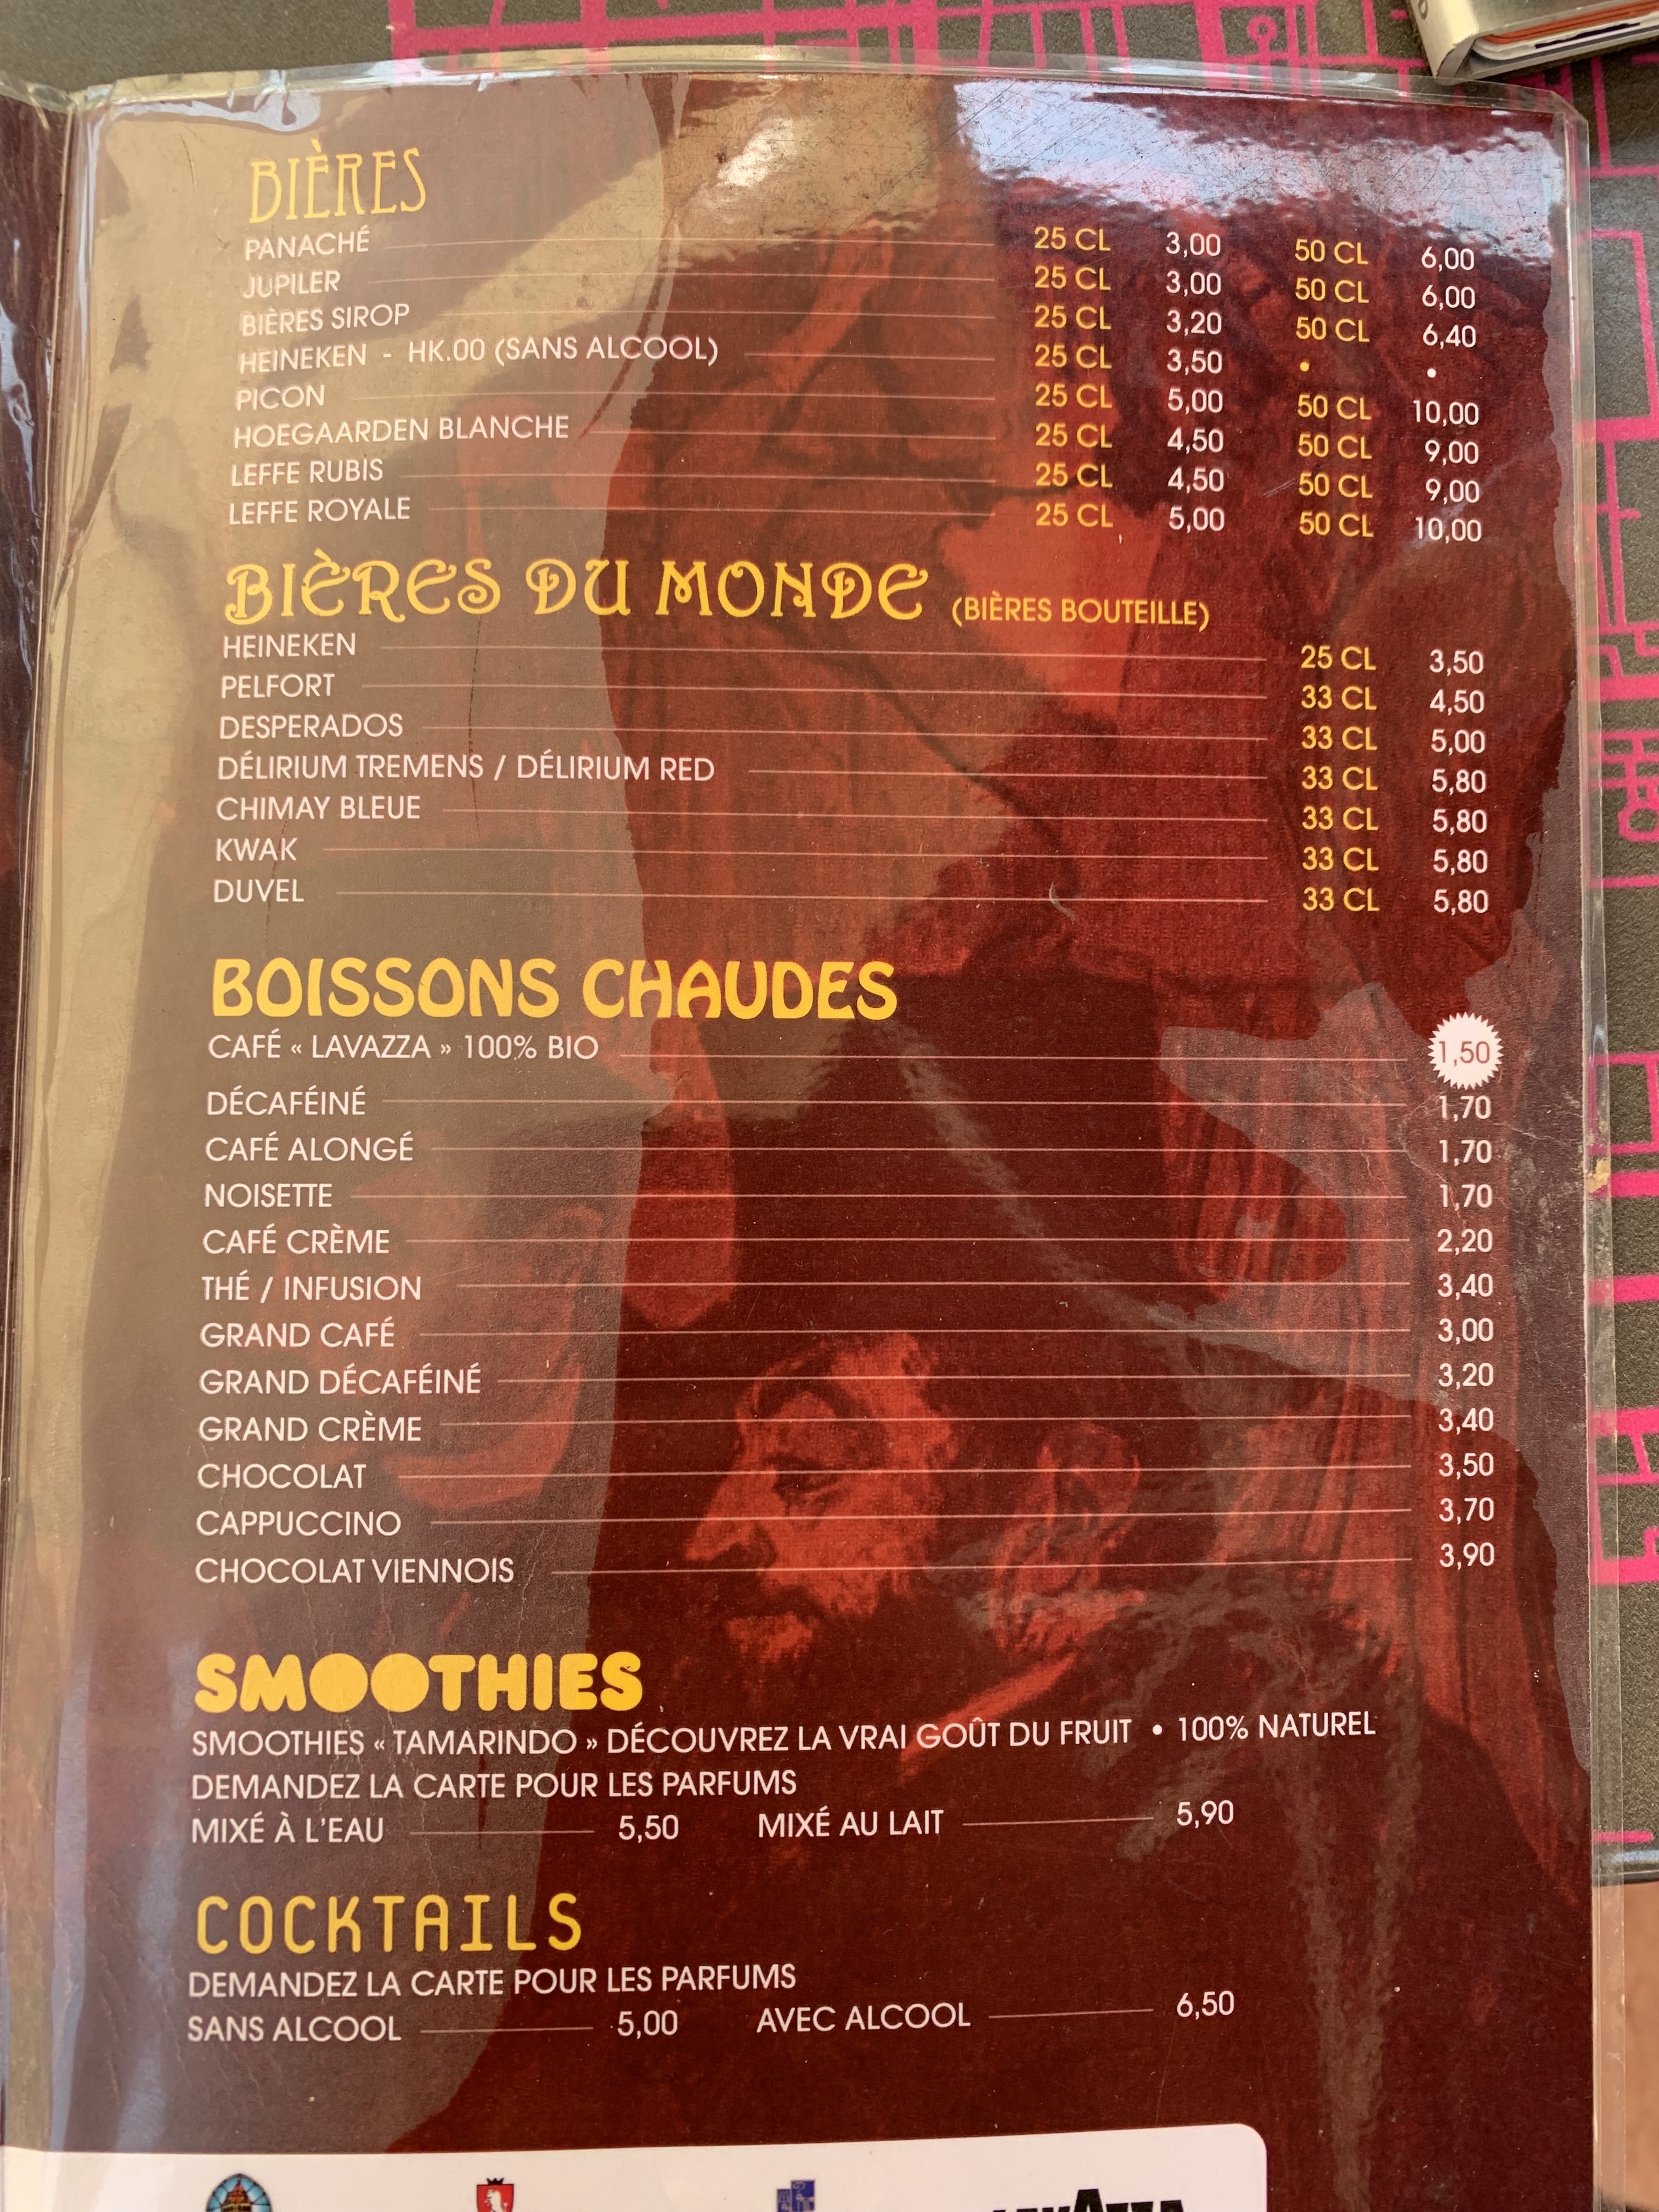 BIÈRES
PANACHÉ 25 CL 3,00 50 CL 6,00
JUPILER 25 CL 3,00 50 CL 6,00
BIÈRES SIROP 25 CL 3,20 50 CL 6,40
HEINEKEN - HK.00 (SANS ALCOOL) 25 CL 3,50 • •
PICON 25 CL 5,00 50 CL 10,00
HOEGAARDEN BLANCHE 25 CL 4,50 50 CL 9,00
LEFFE RUBIS 25 CL 4,50 50 CL 9,00
LEFFE ROYALE 25 CL 5,00 50 CL 10,00
BIÈRES DU MONDE (BIÈRES BOUTEILLE)
HEINEKEN 25 CL 3,50
PELFORT 33 CL 4,50
DESPERADOS 33 CL 5,00
DÉLIRIUM TREMENS / DÉLIRIUM RED 33 CL 5,80
CHIMAY BLEUE 33 CL 5,80
KWAK 33 CL 5,80
DUVEL 33 CL 5,80
BOISSONS CHAUDES
CAFÉ « LAVAZZA » 100% BIO 1,50
DÉCAFÉINÉ 1,70
CAFÉ ALONGÉ 1,70
NOISETTE 1,70
CAFÉ CRÈME 2,20
THÉ / INFUSION 3,40
GRAND CAFÉ 3,00
GRAND DÉCAFÉINÉ 3,20
GRAND CRÈME 3,40
CHOCOLAT 3,50
CAPPUCCINO 3,70
CHOCOLAT VIENNOIS 3,90
SMOOTHIES
SMOOTHIES « TAMARINDO » DÉCOUVREZ LA VRAI GOÛT DU FRUIT • 100% NATUREL
DEMANDEZ LA CARTE POUR LES PARFUMS
MIXÉ À L'EAU 5,50 MIXÉ AU LAIT 5,90
COCKTAILS
DEMANDEZ LA CARTE POUR LES PARFUMS
SANS ALCOOL 5,00 AVEC ALCOOL 6,50
LAVAZZA